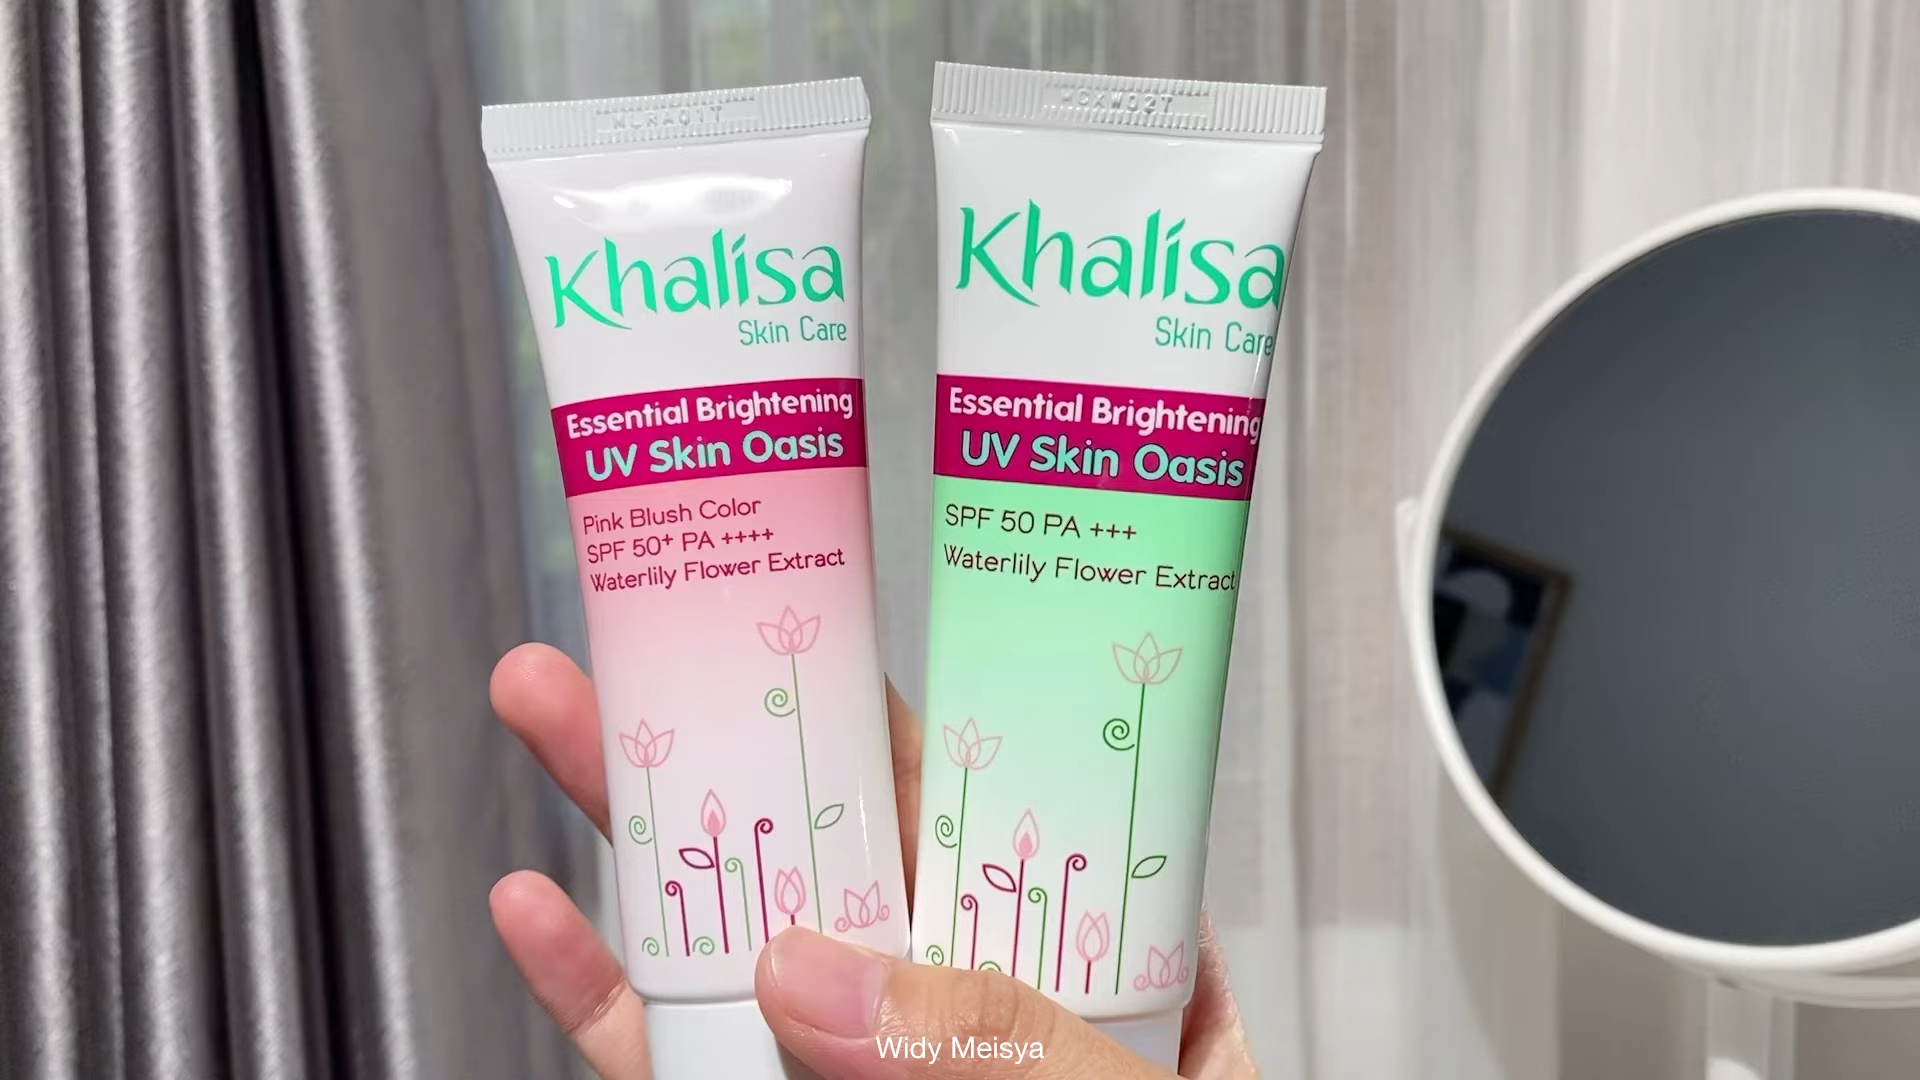 Khalisa
Skin Care
Essential Brightening
UV Skin Oasis
Pink Blush Color
SPF 50+ PA ++++
Waterlily Flower Extract
Khalisa
Skin Care
Essential Brightening
UV Skin Oasis
SPF 50 PA +++
Waterlily Flower Extract
Widy Meisya